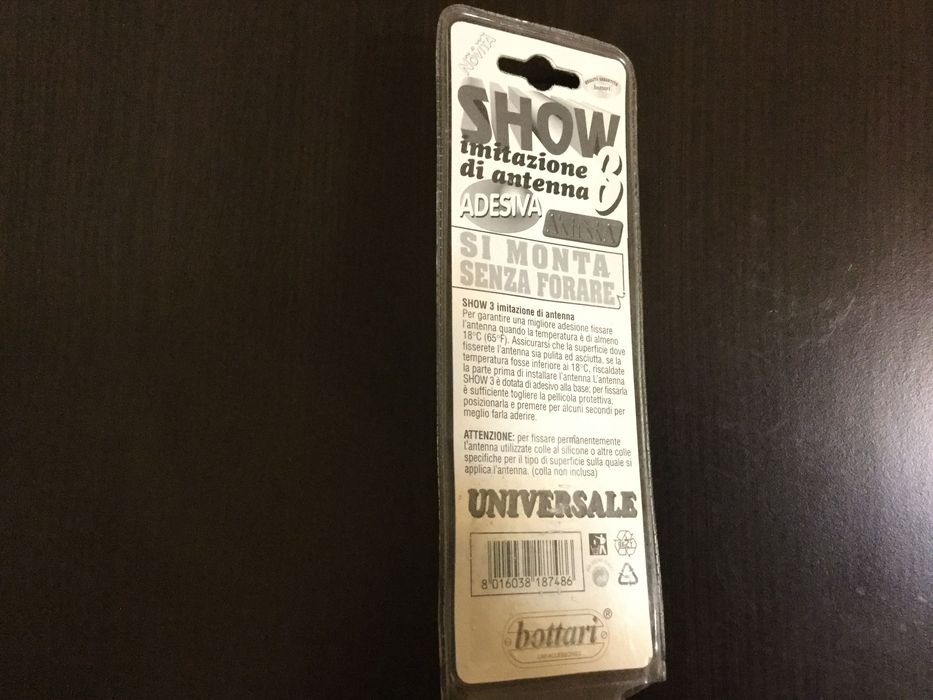 NOVITÀ
bottari
SHOW
3
imitazione
di antenna
ADESIVA
SI MONTA
SENZA FORARE
SHOW 3 imitazione di antenna
Per garantire una migliore adesione fissare
l'antenna quando la temperatura è di almeno
18°C (65°F). Assicurarsi che la superficie dove
fisserete l'antenna sia pulita ed asciutta, se la
temperatura fosse inferiore ai 18°C, riscaldate
la parte prima di installare l'antenna.L'antenna
SHOW 3 è dotata di adesivo alla base; per fissarla
è sufficiente togliere la pellicola protettiva,
posizionarla e premere per alcuni secondi per
meglio farla aderire.
ATTENZIONE: per fissare permanentemente
l'antenna utilizzate colle al silicone o altre colle
specifiche per il tipo di superficie sulla quale si
applica l'antenna. (colla non inclusa)
UNIVERSALE
8 016038 187486
bottari ®